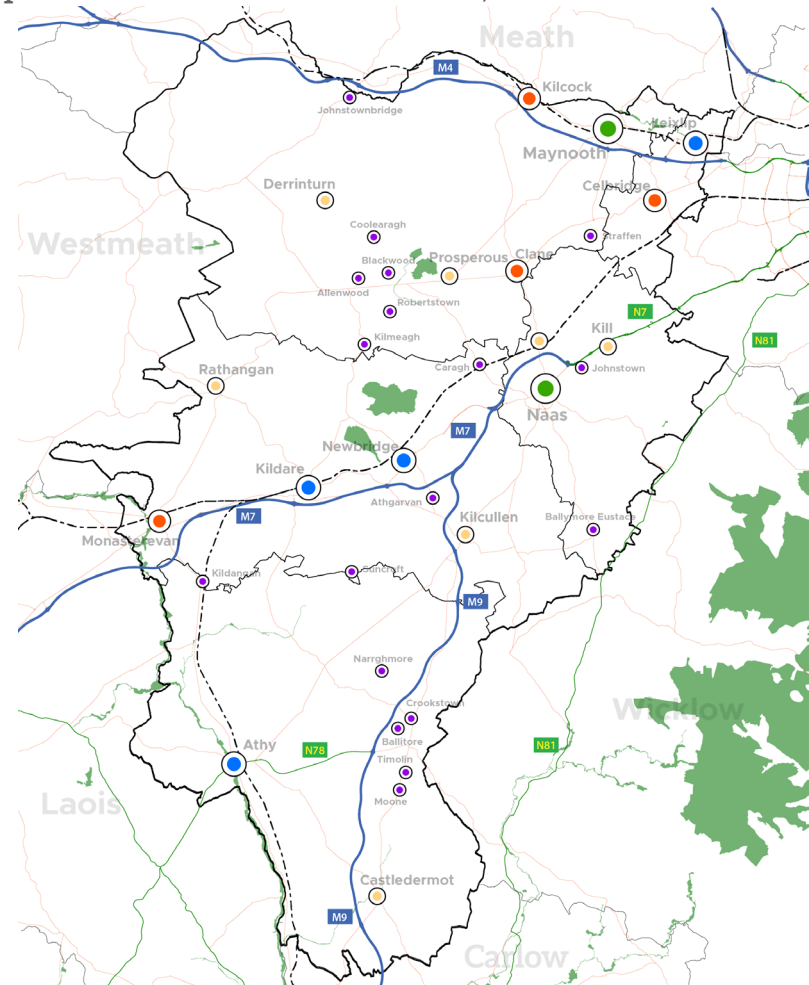 Meath
M4
Kilcock
Johnstownbridge
Leixlip
Maynooth
Derrinturn
Celbridge
Coolearagh
Straffen
Westmeath
Blackwood
Prosperous
Clane
Allenwood
Robertstown
N7
Kill
N81
Kilmeagh
Caragh
Johnstown
Rathangan
Naas
M7
Newbridge
Kildare
Athgarvan
M7
Kilcullen
Ballymore Eustace
Monasterevan
Kildangan
Suncroft
M9
Narrghmore
Crookstown
Wicklow
Ballitore
Athy
N78
N81
Timolin
Moone
Laois
Castledermot
M9
Carlow